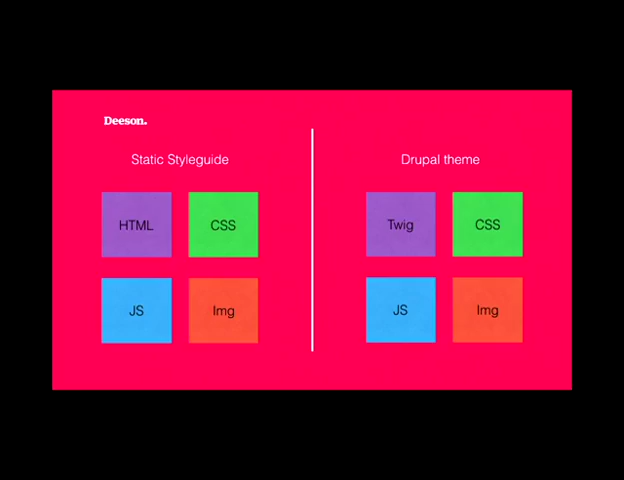 Deeson.
Static Styleguide
HTML
CSS
JS
Img
Drupal theme
Twig
CSS
JS
Img